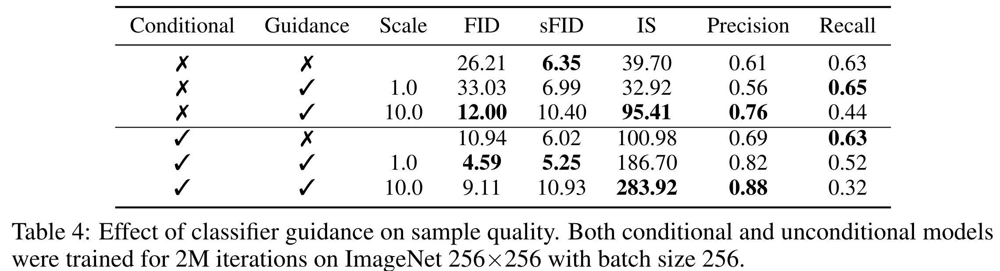 Conditional Guidance Scale FID sFID IS Precision Recall
✗ ✗ 26.21 6.35 39.70 0.61 0.63
✗ ✓ 1.0 33.03 6.99 32.92 0.56 0.65
✗ ✓ 10.0 12.00 10.40 95.41 0.76 0.44
✓ ✗ 10.94 6.02 100.98 0.69 0.63
✓ ✓ 1.0 4.59 5.25 186.70 0.82 0.52
✓ ✓ 10.0 9.11 10.93 283.92 0.88 0.32
Table 4: Effect of classifier guidance on sample quality. Both conditional and unconditional models
were trained for 2M iterations on ImageNet 256×256 with batch size 256.